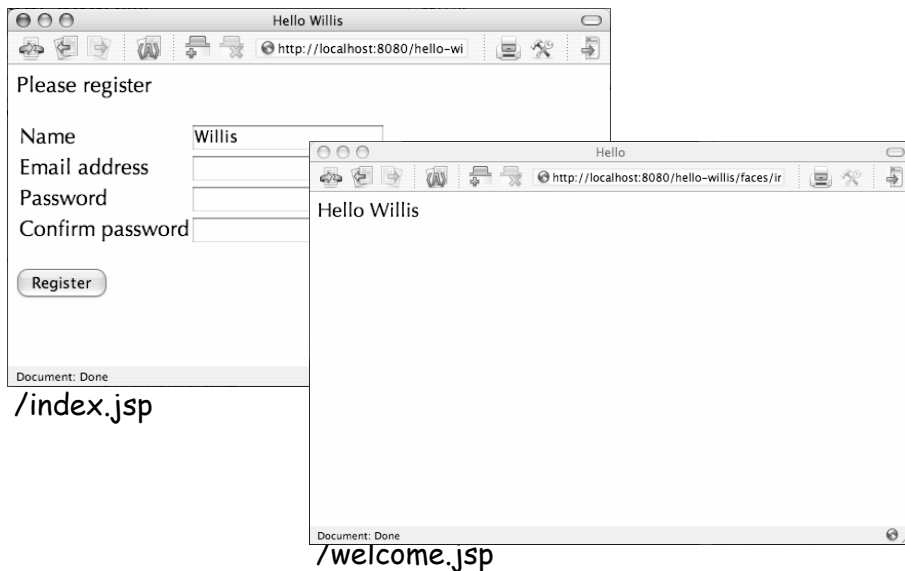 Hello Willis
http://localhost:8080/hello-wi
Please register
Name
Willis
Email address
Password
Confirm password
Register
Document: Done
/index.jsp
Hello
http://localhost:8080/hello-willis/faces/ir
Hello Willis
Document: Done
/welcome.jsp